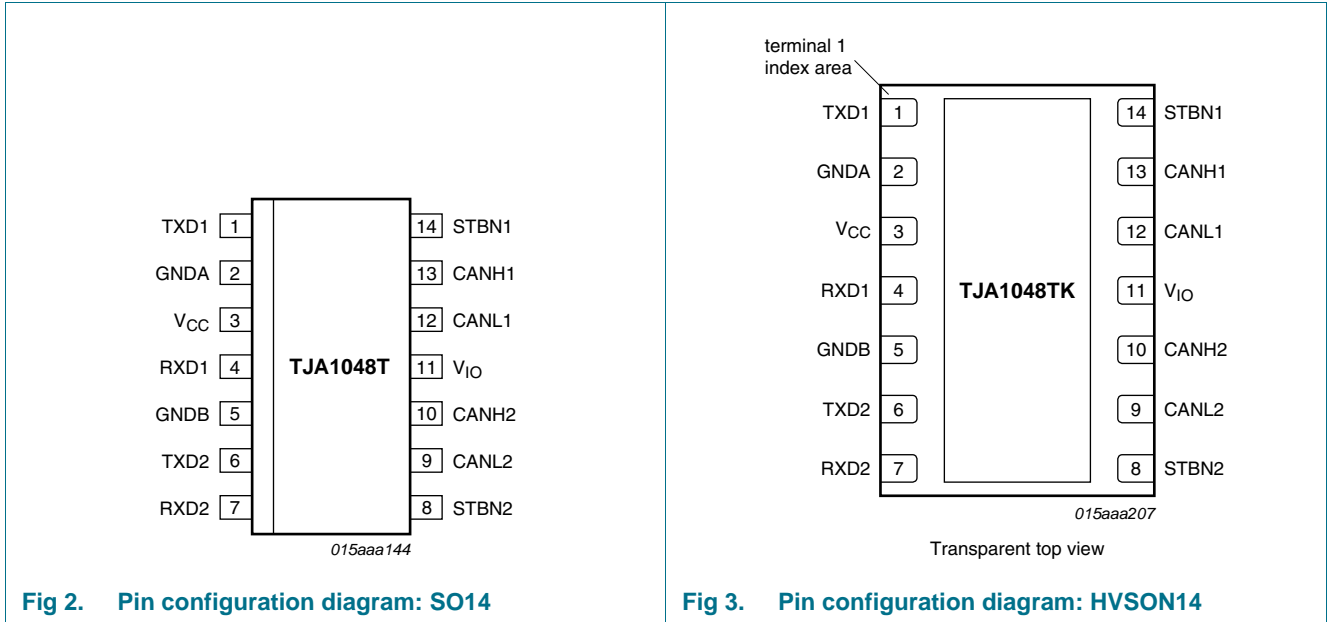 TXD1 1 14 STBN1
GNDA 2 13 CANH1
VCC 3 12 CANL1
RXD1 4 TJA1048T 11 VIO
GNDB 5 10 CANH2
TXD2 6 9 CANL2
RXD2 7 8 STBN2
015aaa144
Fig 2. Pin configuration diagram: SO14
terminal 1
index area
TXD1 1 14 STBN1
GNDA 2 13 CANH1
VCC 3 12 CANL1
RXD1 4 TJA1048TK 11 VIO
GNDB 5 10 CANH2
TXD2 6 9 CANL2
RXD2 7 8 STBN2
015aaa207
Transparent top view
Fig 3. Pin configuration diagram: HVSON14